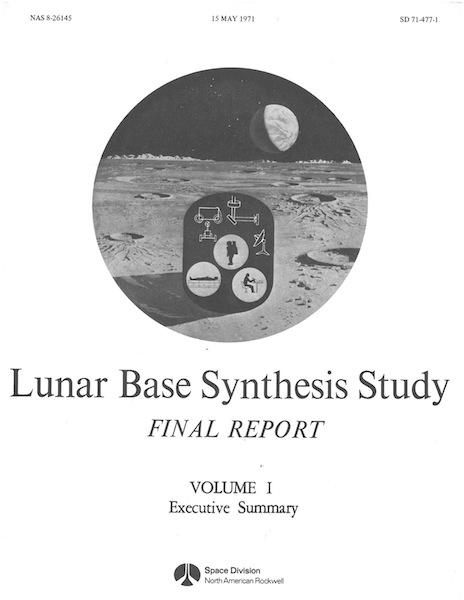 NAS 8-26145 15 MAY 1971 SD 71-477-1
Lunar Base Synthesis Study
FINAL REPORT
VOLUME I
Executive Summary
Space Division
North American Rockwell